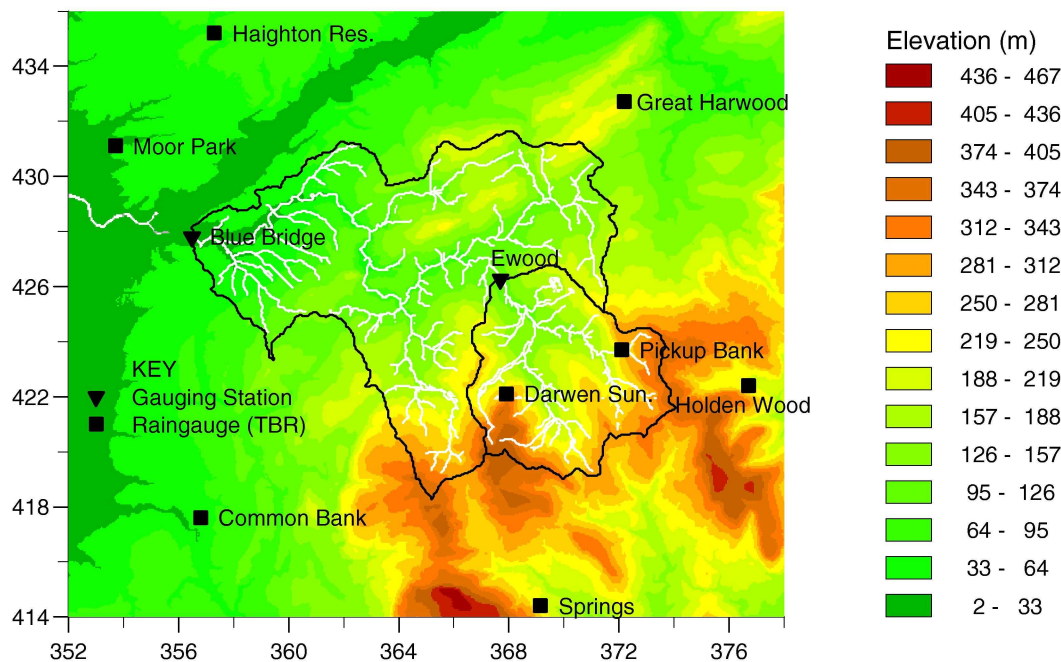 Haighton Res.
434
Great Harwood
Moor Park
430
Blue Bridge
Ewood
426
Pickup Bank
KEY
Gauging Station
Darwen Sun.
422
Holden Wood
Raingauge (TBR)
418
Common Bank
Springs
414
352 356 360 364 368 372 376
Elevation (m)
436 - 467
405 - 436
374 - 405
343 - 374
312 - 343
281 - 312
250 - 281
219 - 250
188 - 219
157 - 188
126 - 157
95 - 126
64 - 95
33 - 64
2 - 33